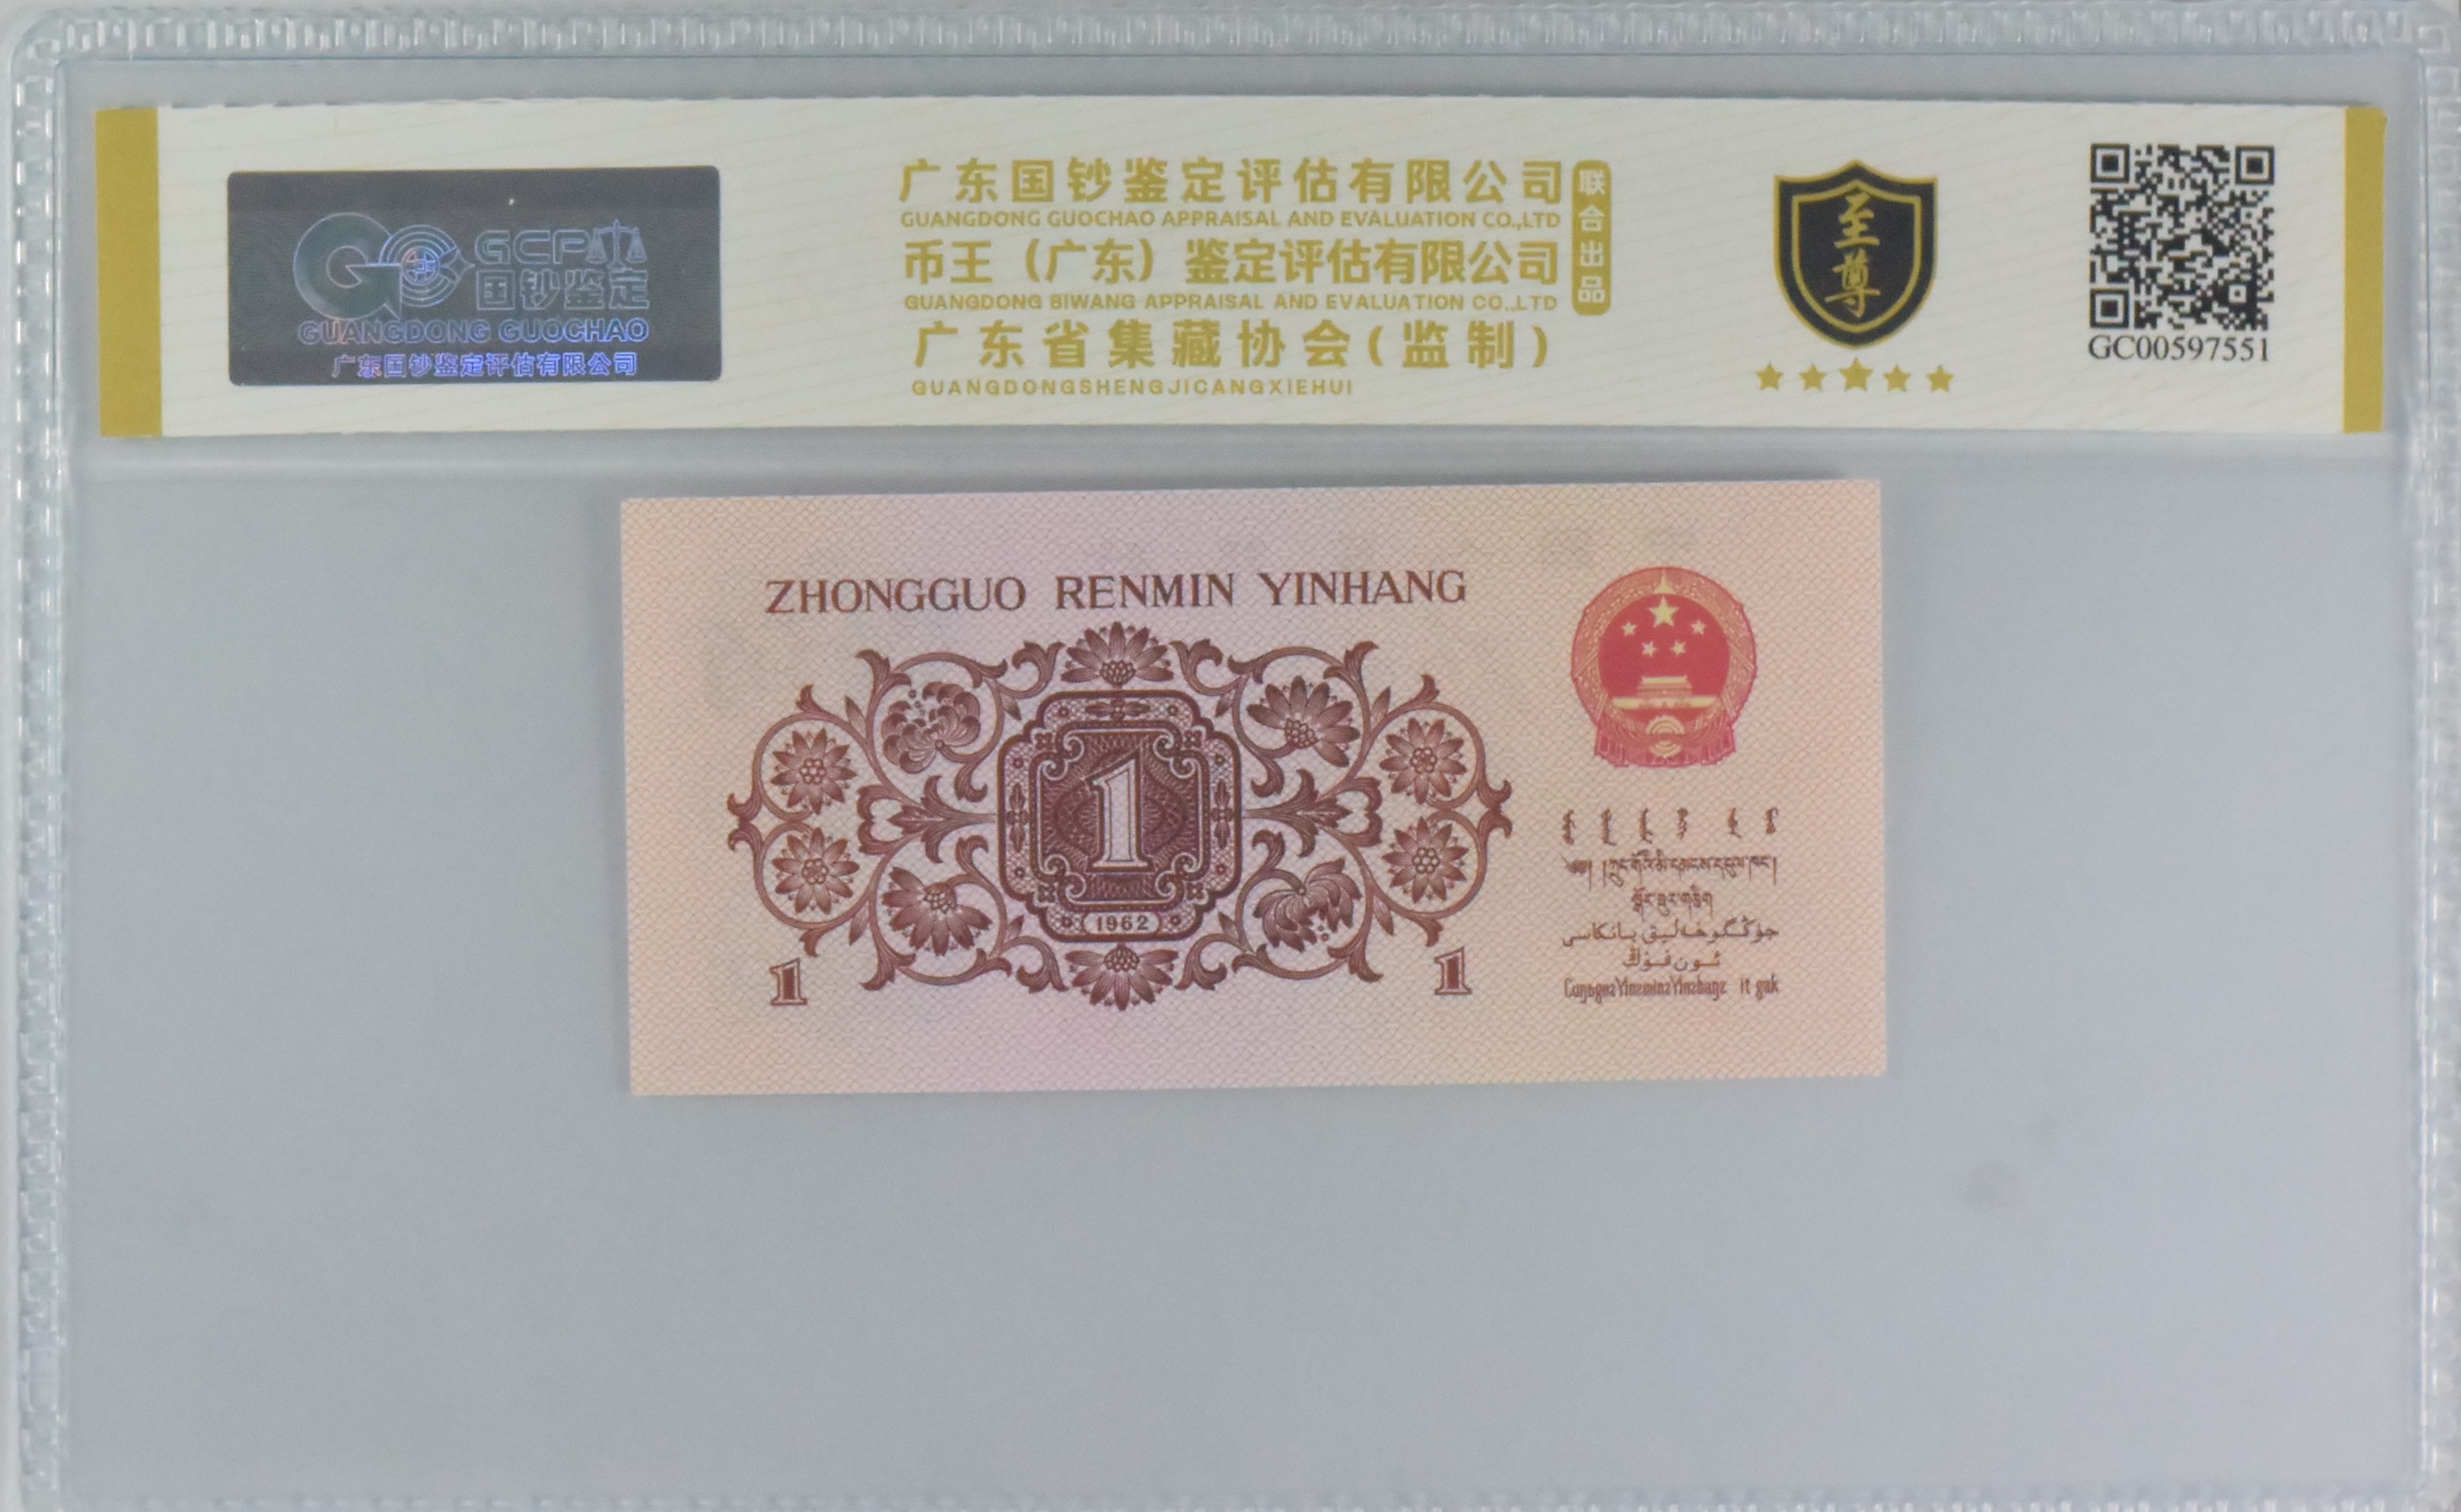 GCP
国钞鉴定
GUANGDONG GUOCHAO
广东国钞鉴定评估有限公司
广东国钞鉴定评估有限公司
GUANGDONG GUOCHAO APPRAISAL AND EVALUATION CO.,LTD
币王（广东）鉴定评估有限公司
GUANGDONG BIWANG APPRAISAL AND EVALUATION CO.,LTD
联合出品
广东省集藏协会(监制)
GUANGDONGSHENGJICANGXIEHUI
至尊
GC00597551
ZHONGGUO RENMIN YINHANG
1
1962
1
1
جۇڭگوخەلىق بانكاسى